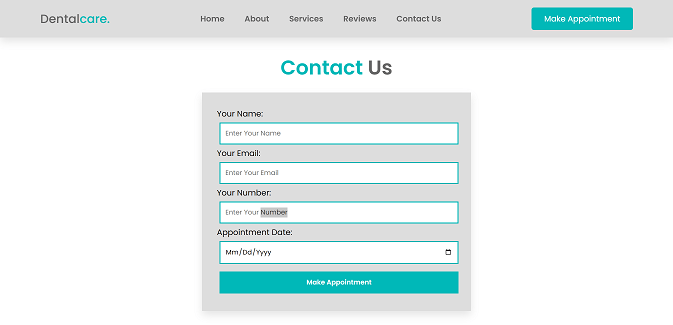 Dentalcare.
Home About Services Reviews Contact Us
Make Appointment
Contact Us
Your Name:
Enter Your Name
Your Email:
Enter Your Email
Your Number:
Enter Your Number
Appointment Date:
Mm/Dd/Yyyy
Make Appointment